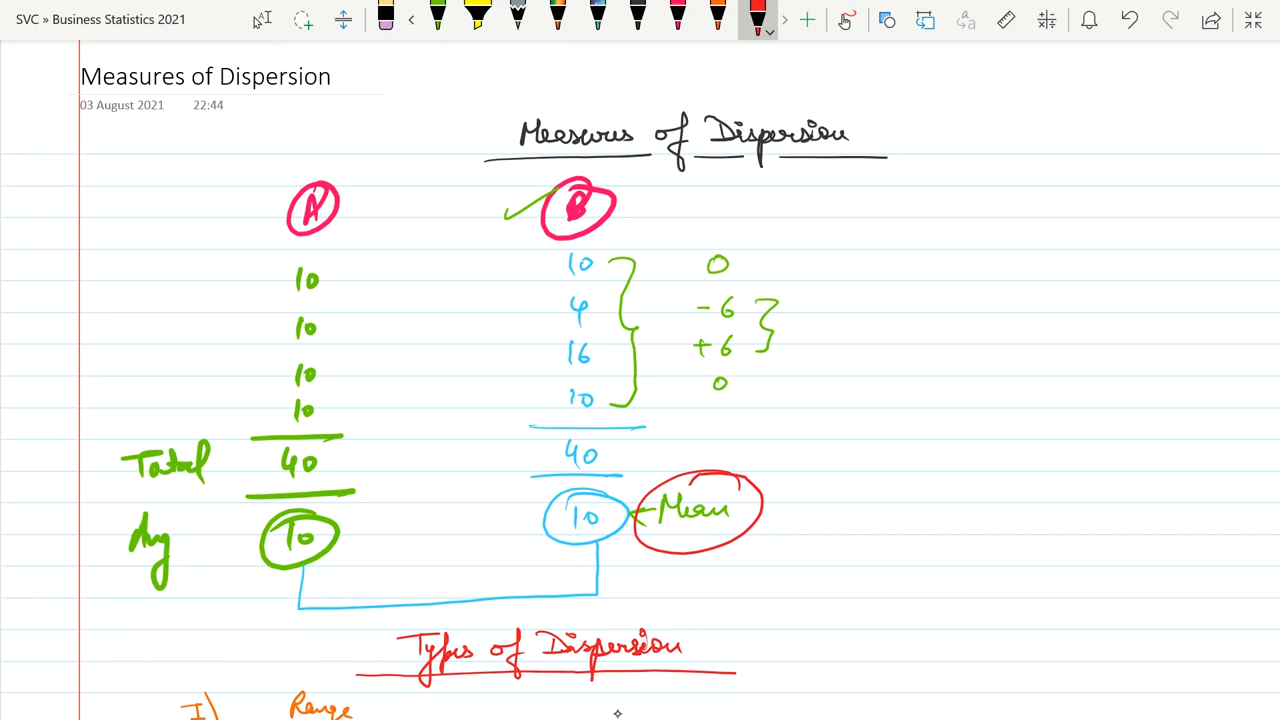 SVC » Business Statistics 2021
Measures of Dispersion
03 August 2021 22:44
Measures of Dispersion
A B
10 10 0
10 4 -6
10 16 +6
10 10 0
Total 40 40
Avg 10 10 ← Mean
Types of Dispersion
I) Range